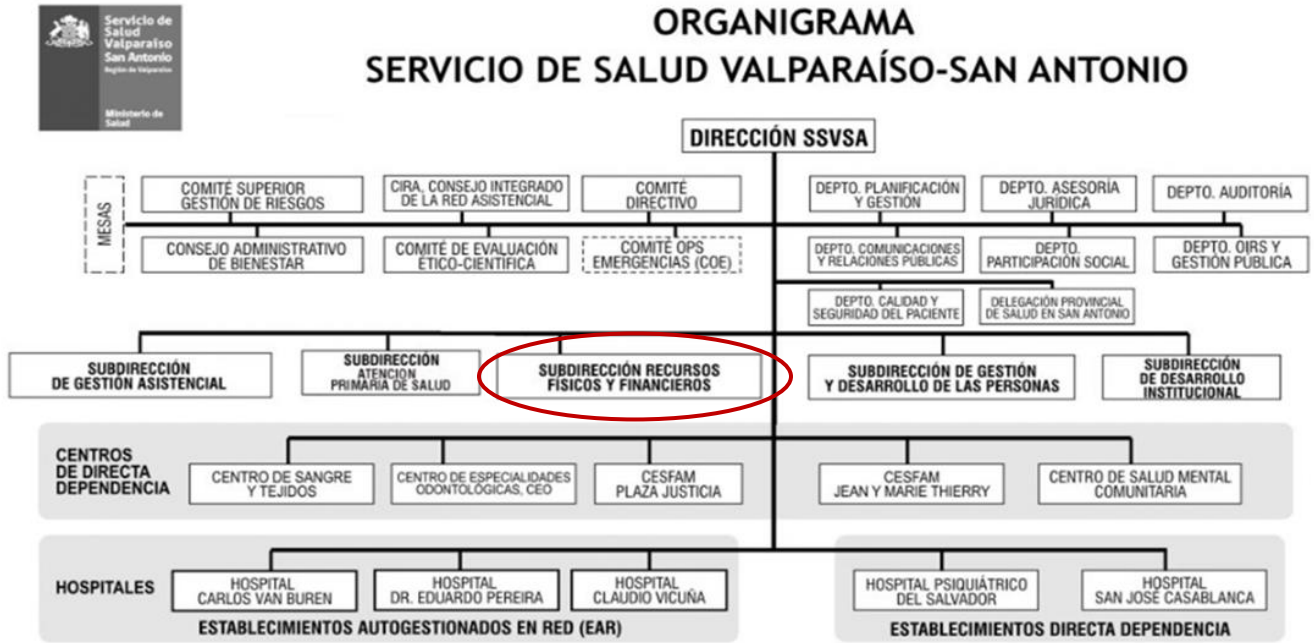 Servicio de
Salud
Valparaíso
San Antonio
Región de Valparaíso
Ministerio de
Salud
ORGANIGRAMA
SERVICIO DE SALUD VALPARAÍSO-SAN ANTONIO
DIRECCIÓN SSVSA
MESAS
COMITÉ SUPERIOR
GESTIÓN DE RIESGOS
CIRA, CONSEJO INTEGRADO
DE LA RED ASISTENCIAL
COMITÉ
DIRECTIVO
DEPTO. PLANIFICACIÓN
Y GESTIÓN
DEPTO. ASESORÍA
JURÍDICA
DEPTO. AUDITORÍA
CONSEJO ADMINISTRATIVO
DE BIENESTAR
COMITÉ DE EVALUACIÓN
ÉTICO-CIENTÍFICA
COMITÉ OPS
EMERGENCIAS (COE)
DEPTO. COMUNICACIONES
Y RELACIONES PÚBLICAS
DEPTO.
PARTICIPACIÓN SOCIAL
DEPTO. OIRS Y
GESTIÓN PÚBLICA
DEPTO. CALIDAD Y
SEGURIDAD DEL PACIENTE
DELEGACIÓN PROVINCIAL
DE SALUD EN SAN ANTONIO
SUBDIRECCIÓN
DE GESTIÓN ASISTENCIAL
SUBDIRECCIÓN
ATENCION
PRIMARIA DE SALUD
SUBDIRECCIÓN RECURSOS
FÍSICOS Y FINANCIEROS
SUBDIRECCIÓN DE GESTIÓN
Y DESARROLLO DE LAS PERSONAS
SUBDIRECCIÓN
DE DESARROLLO
INSTITUCIONAL
CENTROS
DE DIRECTA
DEPENDENCIA
CENTRO DE SANGRE
Y TEJIDOS
CENTRO DE ESPECIALIDADES
ODONTOLÓGICAS, CEO
CESFAM
PLAZA JUSTICIA
CESFAM
JEAN Y MARIE THIERRY
CENTRO DE SALUD MENTAL
COMUNITARIA
HOSPITALES
HOSPITAL
CARLOS VAN BUREN
HOSPITAL
DR. EDUARDO PEREIRA
HOSPITAL
CLAUDIO VICUÑA
HOSPITAL PSIQUIÁTRICO
DEL SALVADOR
HOSPITAL
SAN JOSÉ CASABLANCA
ESTABLECIMIENTOS AUTOGESTIONADOS EN RED (EAR)
ESTABLECIMIENTOS DIRECTA DEPENDENCIA